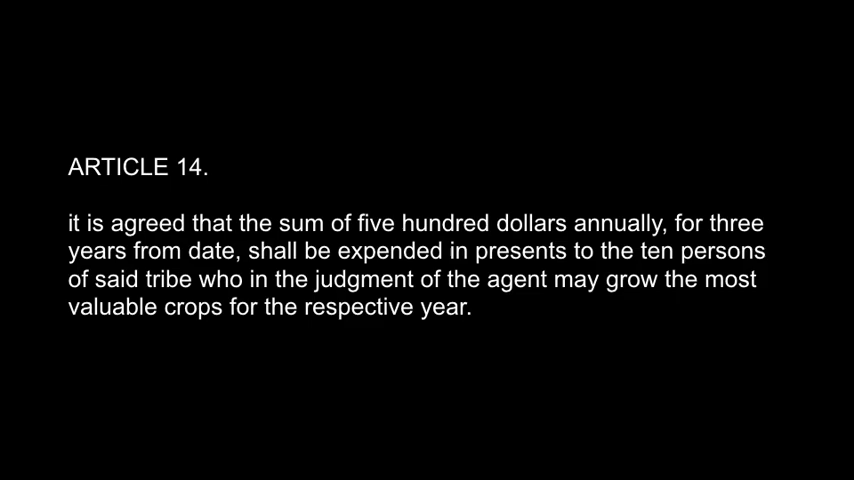 ARTICLE 14.
it is agreed that the sum of five hundred dollars annually, for three
years from date, shall be expended in presents to the ten persons
of said tribe who in the judgment of the agent may grow the most
valuable crops for the respective year.